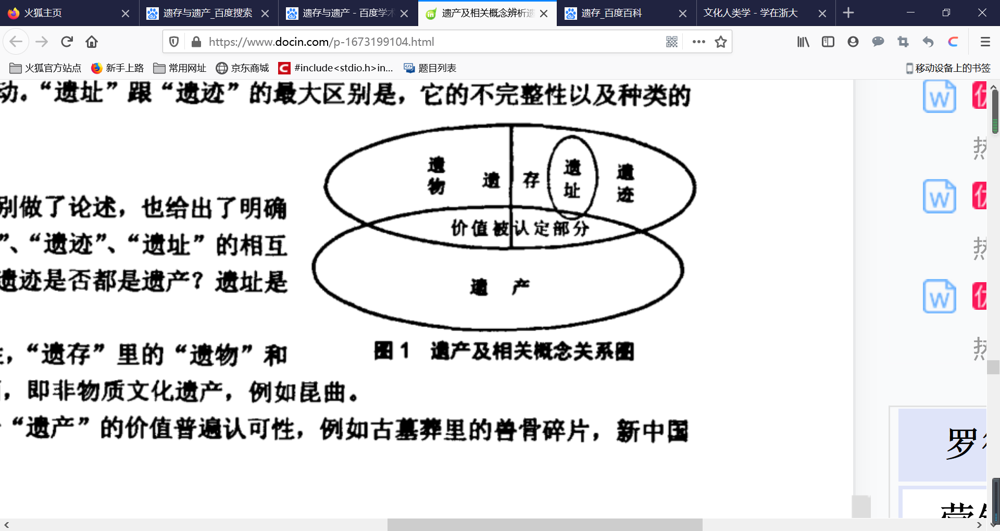 火狐主页
遗存与遗产_百度搜索
遗存与遗产 - 百度学术
遗产及相关概念辨析遗
遗存_百度百科
文化人类学 - 学在浙大
https://www.docin.com/p-1673199104.html
火狐官方站点
新手上路
常用网址
京东商城
#include<stdio.h>in...
题目列表
移动设备上的书签
动。“遗址”跟“遗迹”的最大区别是，它的不完整性以及种类的
遗物
遗存
遗址
遗迹
价值被认定部分
遗产
图1 遗产及相关概念关系图
别做了论述，也给出了明确
”、“遗迹”、“遗址”的相互
遗迹是否都是遗产？遗址是
，“遗存”里的“遗物”和
，即非物质文化遗产，例如昆曲。
“遗产”的价值普遍认可性，例如古墓葬里的兽骨碎片，新中国
W
W
W
罗